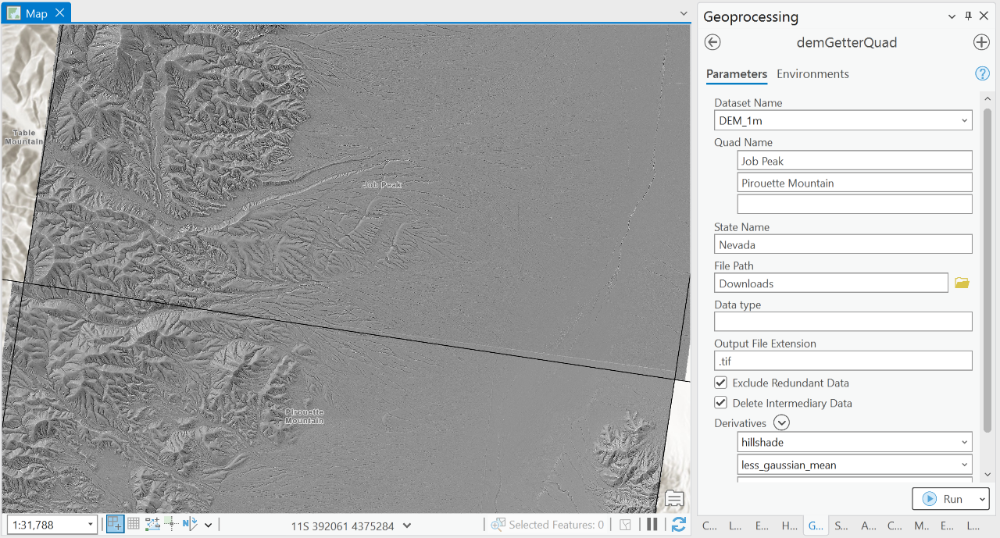 Map
Geoprocessing
demGetterQuad
Parameters Environments
?
Dataset Name
DEM_1m
Quad Name
Job Peak
Pirouette Mountain
State Name
Nevada
File Path
Downloads
Data type
Output File Extension
.tif
Exclude Redundant Data
Delete Intermediary Data
Derivatives
hillshade
less_gaussian_mean
Run
Table
Mountain
Job Peak
Pirouette
Mountain
1:31,788
N
4375284
Selected Features: 0
C... L... E... H... G... S... A... C... M... E... L...